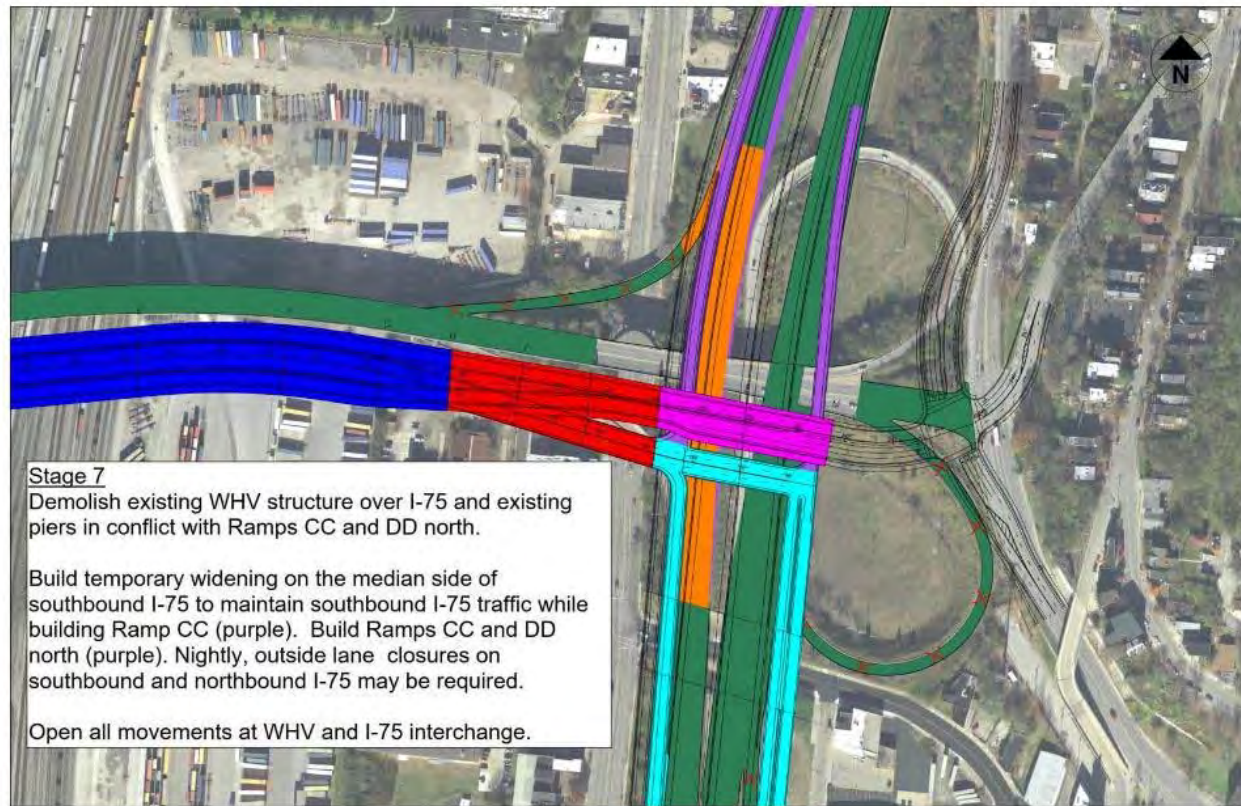 N
Stage 7
Demolish existing WHV structure over I-75 and existing
piers in conflict with Ramps CC and DD north.
Build temporary widening on the median side of
southbound I-75 to maintain southbound I-75 traffic while
building Ramp CC (purple). Build Ramps CC and DD
north (purple). Nightly, outside lane closures on
southbound and northbound I-75 may be required.
Open all movements at WHV and I-75 interchange.